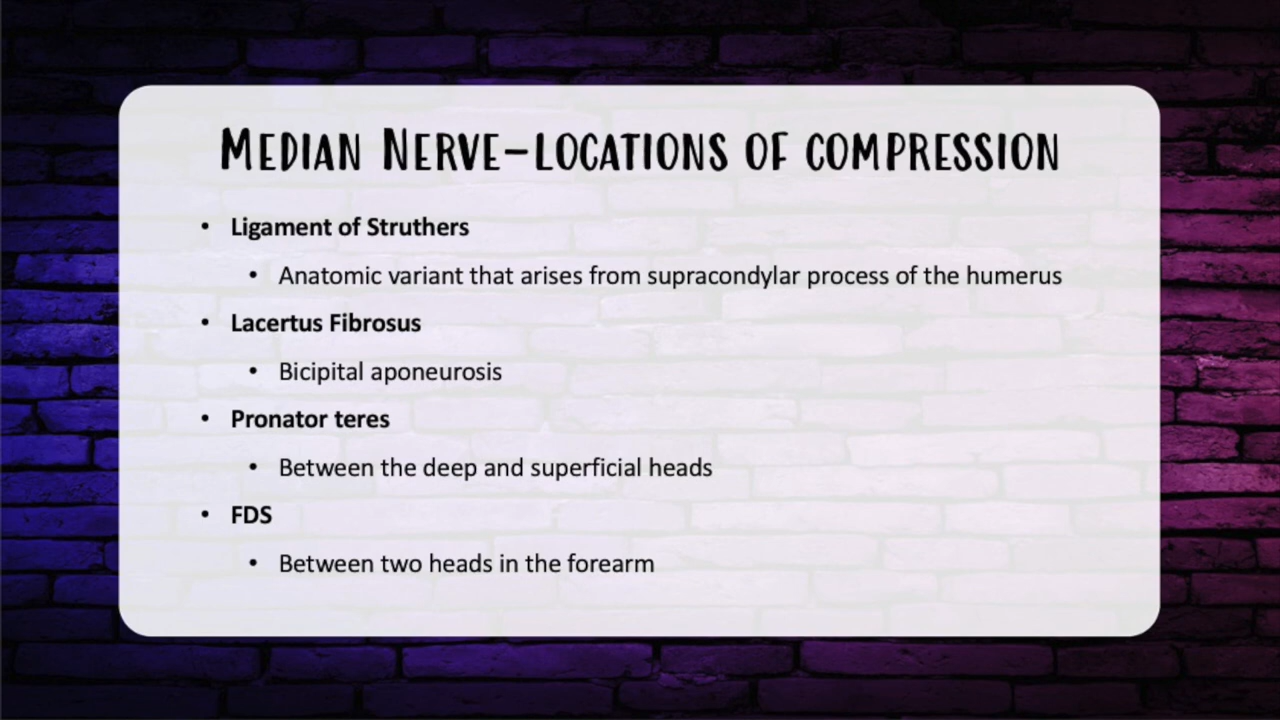 Median Nerve-locations of compression
• Ligament of Struthers
• Anatomic variant that arises from supracondylar process of the humerus
• Lacertus Fibrosus
• Bicipital aponeurosis
• Pronator teres
• Between the deep and superficial heads
• FDS
• Between two heads in the forearm